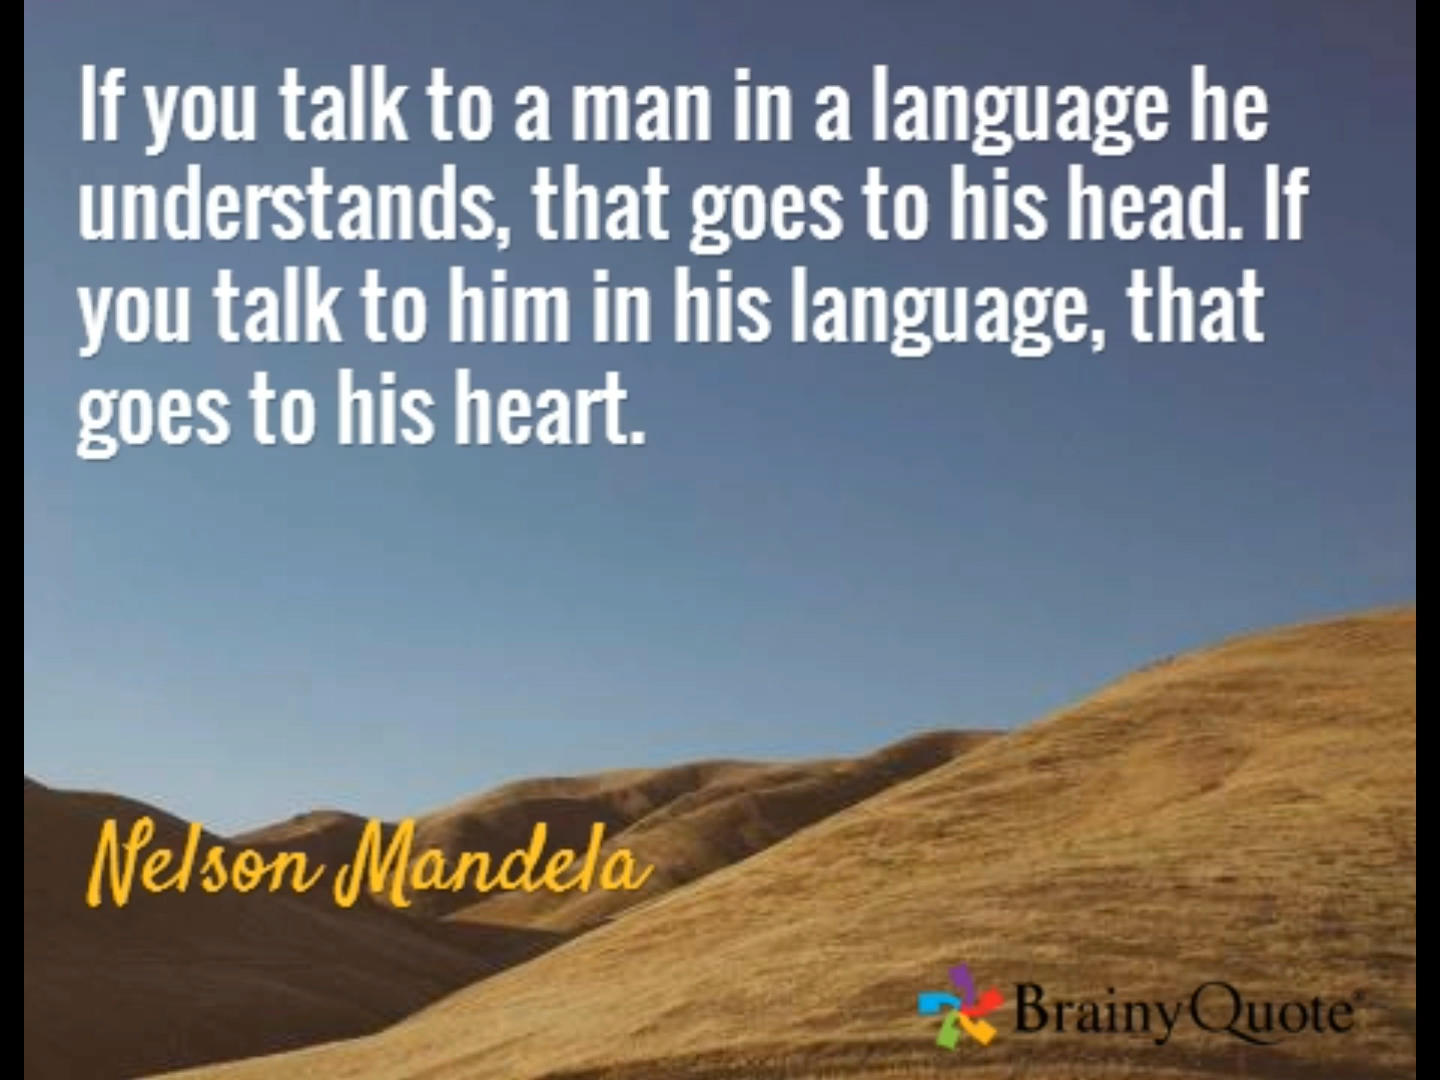 If you talk to a man in a language he
understands, that goes to his head. If
you talk to him in his language, that
goes to his heart.
Nelson Mandela
BrainyQuote®